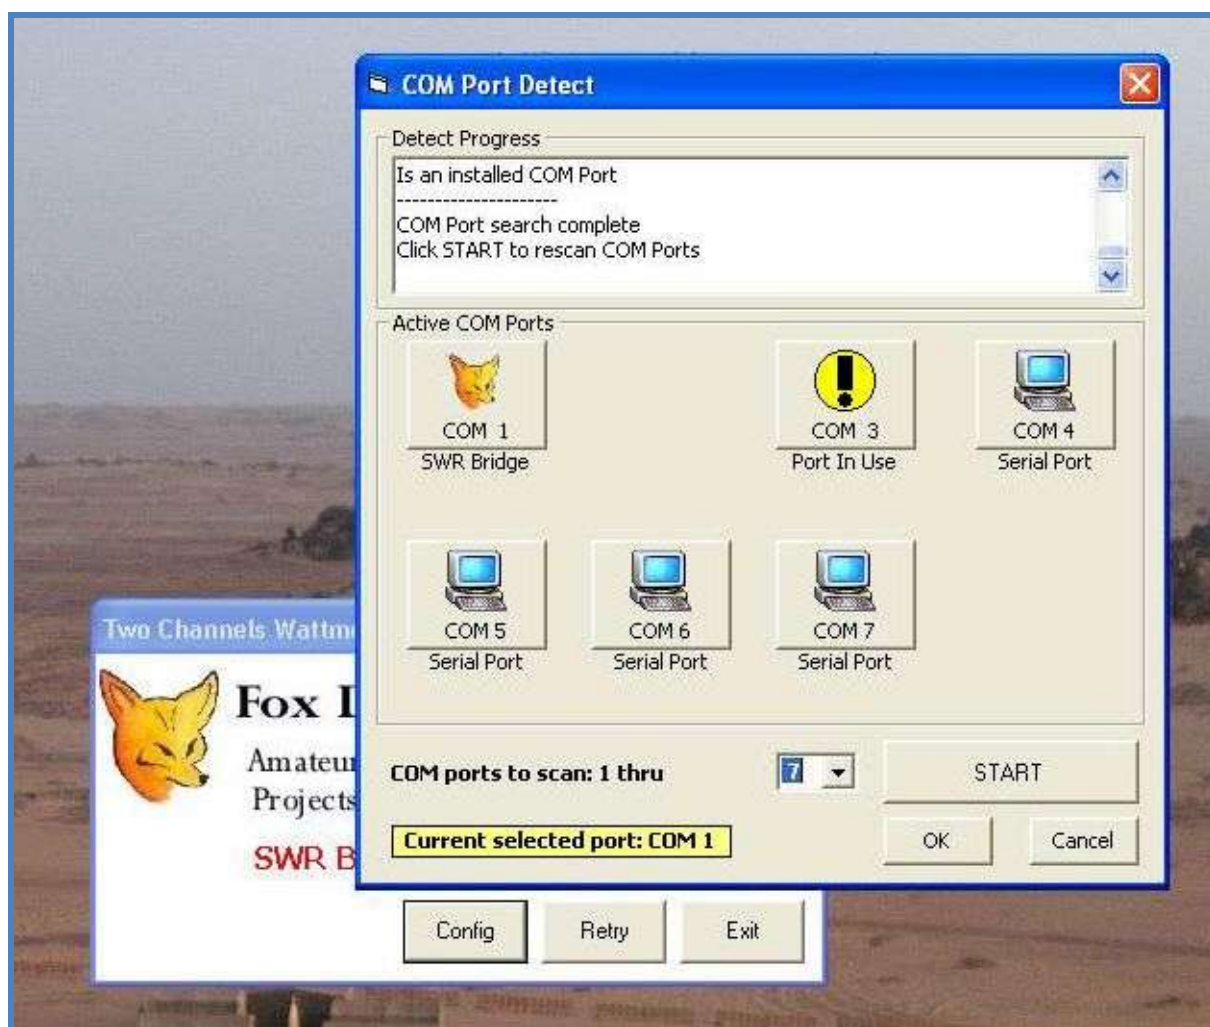 COM Port Detect
Detect Progress
Is an installed COM Port
---------------------
COM Port search complete
Click START to rescan COM Ports
Active COM Ports
COM 1
SWR Bridge
COM 3
Port In Use
COM 4
Serial Port
COM 5
Serial Port
COM 6
Serial Port
COM 7
Serial Port
COM ports to scan: 1 thru
7
START
Current selected port: COM 1
OK
Cancel
Two Channels
Fox
Amateu
Projects
SWR B
Config
Retry
Exit